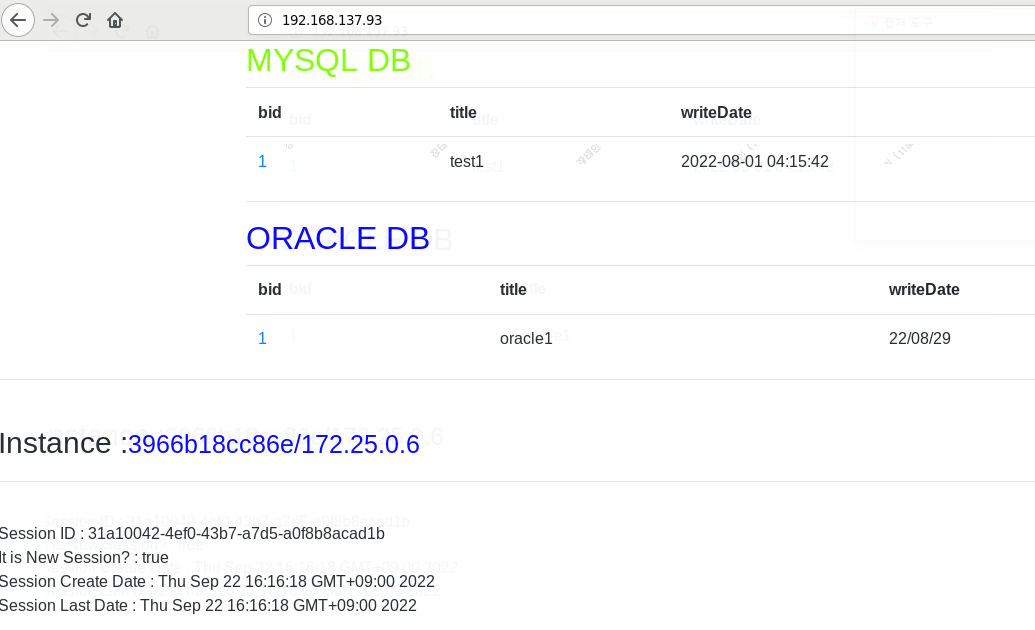 192.168.137.93
MYSQL DB
bid title writeDate
1 test1 2022-08-01 04:15:42
ORACLE DB
bid title writeDate
1 oracle1 22/08/29
Instance :3966b18cc86e/172.25.0.6
Session ID : 31a10042-4ef0-43b7-a7d5-a0f8b8acad1b
It is New Session? : true
Session Create Date : Thu Sep 22 16:16:18 GMT+09:00 2022
Session Last Date : Thu Sep 22 16:16:18 GMT+09:00 2022